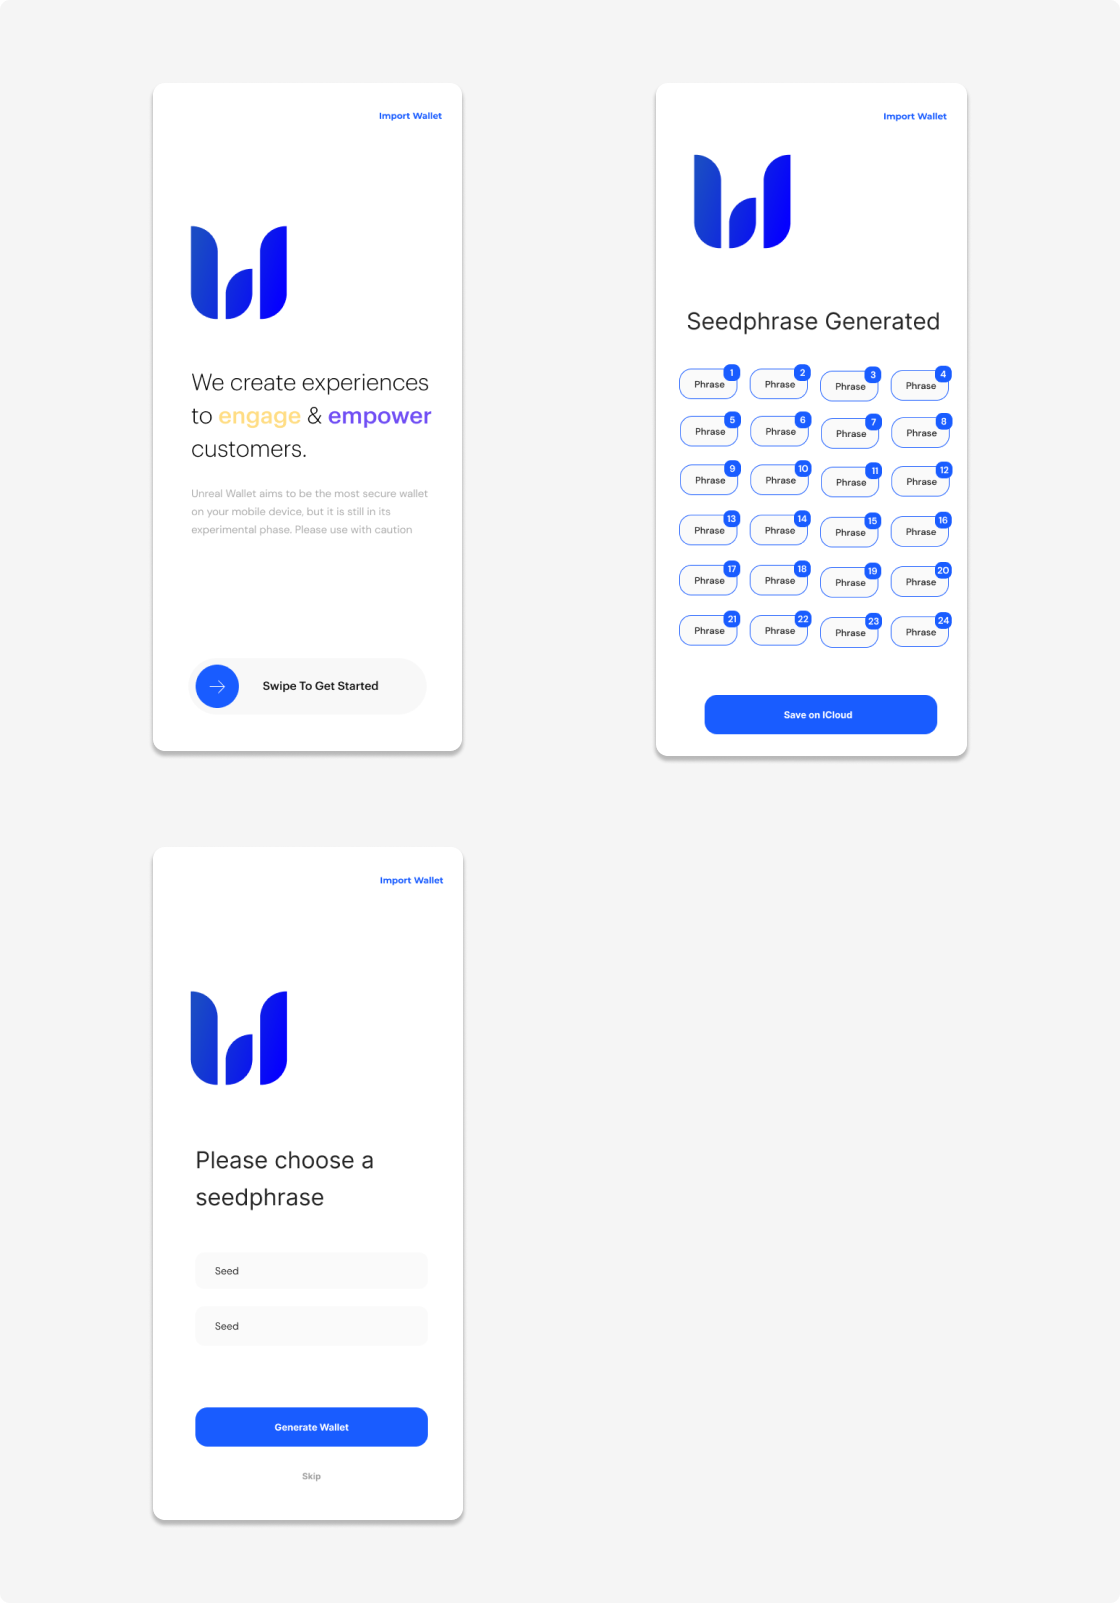 Import Wallet
We create experiences
to engage & empower
customers.
Unreal Wallet aims to be the most secure wallet
on your mobile device, but it is still in its
experimental phase. Please use with caution
Swipe To Get Started
Import Wallet
Seedphrase Generated
Phrase 1 Phrase 2 Phrase 3 Phrase 4
Phrase 5 Phrase 6 Phrase 7 Phrase 8
Phrase 9 Phrase 10 Phrase 11 Phrase 12
Phrase 13 Phrase 14 Phrase 15 Phrase 16
Phrase 17 Phrase 18 Phrase 19 Phrase 20
Phrase 21 Phrase 22 Phrase 23 Phrase 24
Save on ICloud
Import Wallet
Please choose a
seedphrase
Seed
Seed
Generate Wallet
Skip